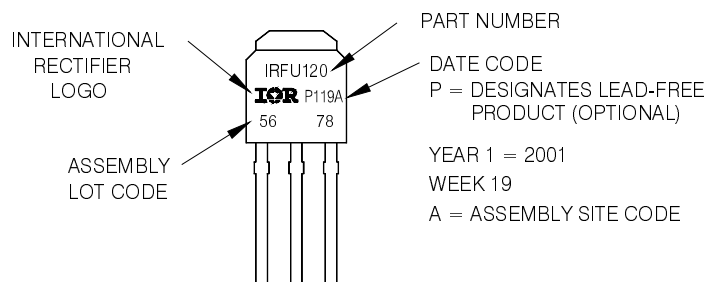 INTERNATIONAL
RECTIFIER
LOGO
ASSEMBLY
LOT CODE
IRFU120
IOR P119A
56 78
PART NUMBER
DATE CODE
P = DESIGNATES LEAD-FREE
PRODUCT (OPTIONAL)
YEAR 1 = 2001
WEEK 19
A = ASSEMBLY SITE CODE